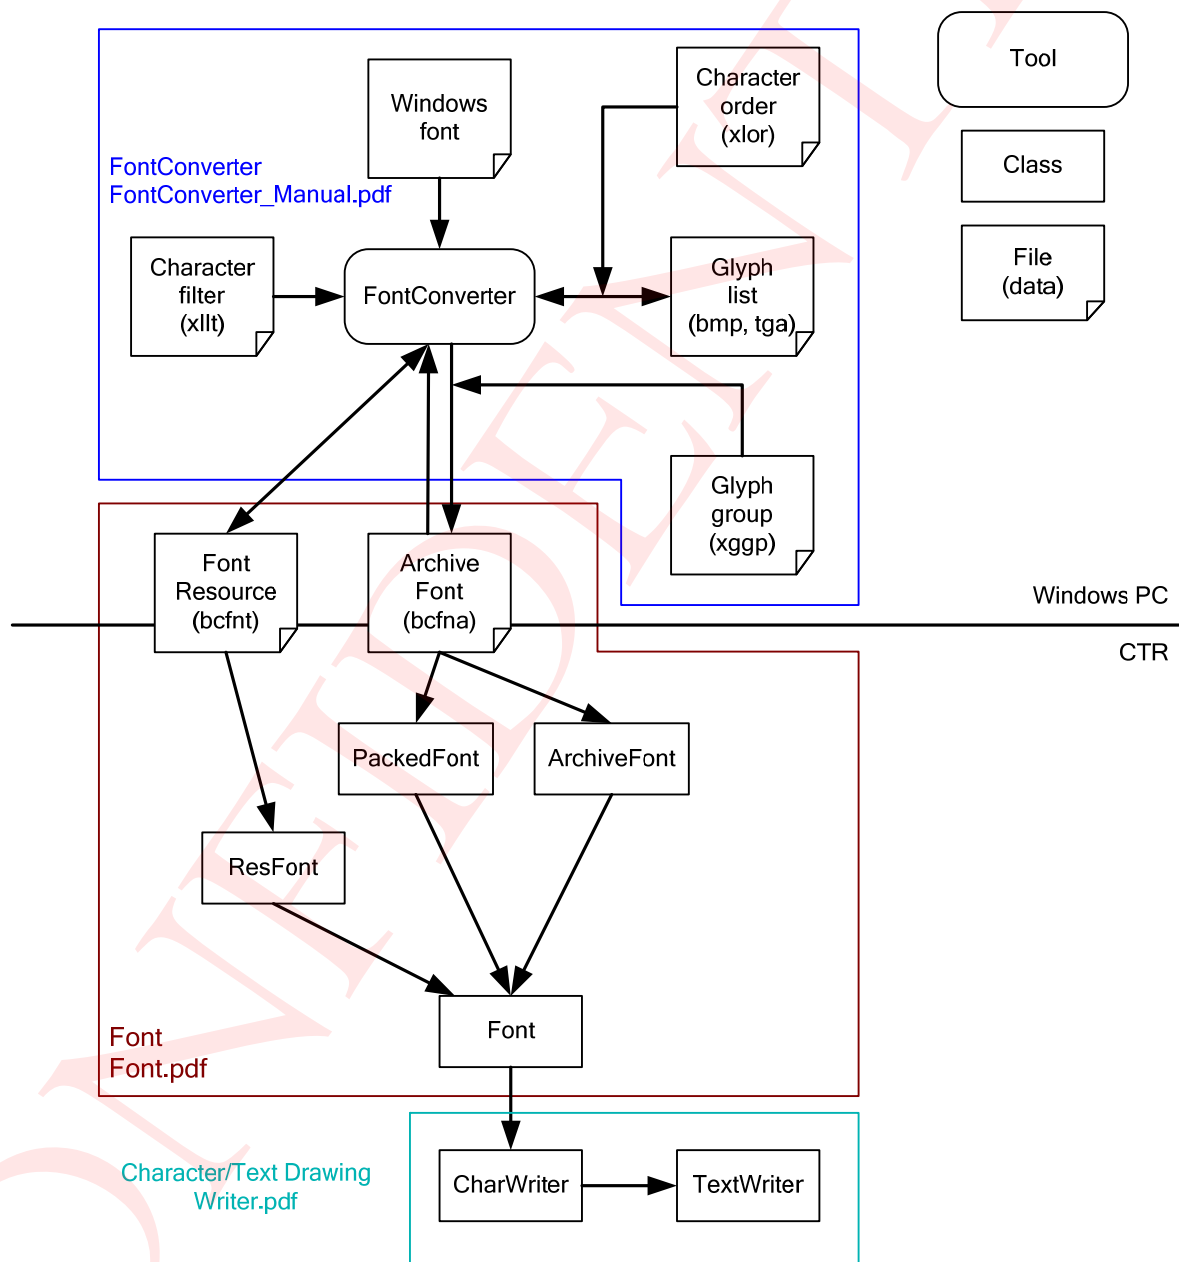 Windows
font
Character
order
(xlor)
Tool
Class
File
(data)
FontConverter
FontConverter_Manual.pdf
Character
filter
(xllt)
FontConverter
Glyph
list
(bmp, tga)
Glyph
group
(xggp)
Font
Resource
(bcfnt)
Archive
Font
(bcfna)
Windows PC
CTR
PackedFont
ArchiveFont
ResFont
Font
Font
Font.pdf
Character/Text Drawing
Writer.pdf
CharWriter
TextWriter
ONFIDENT